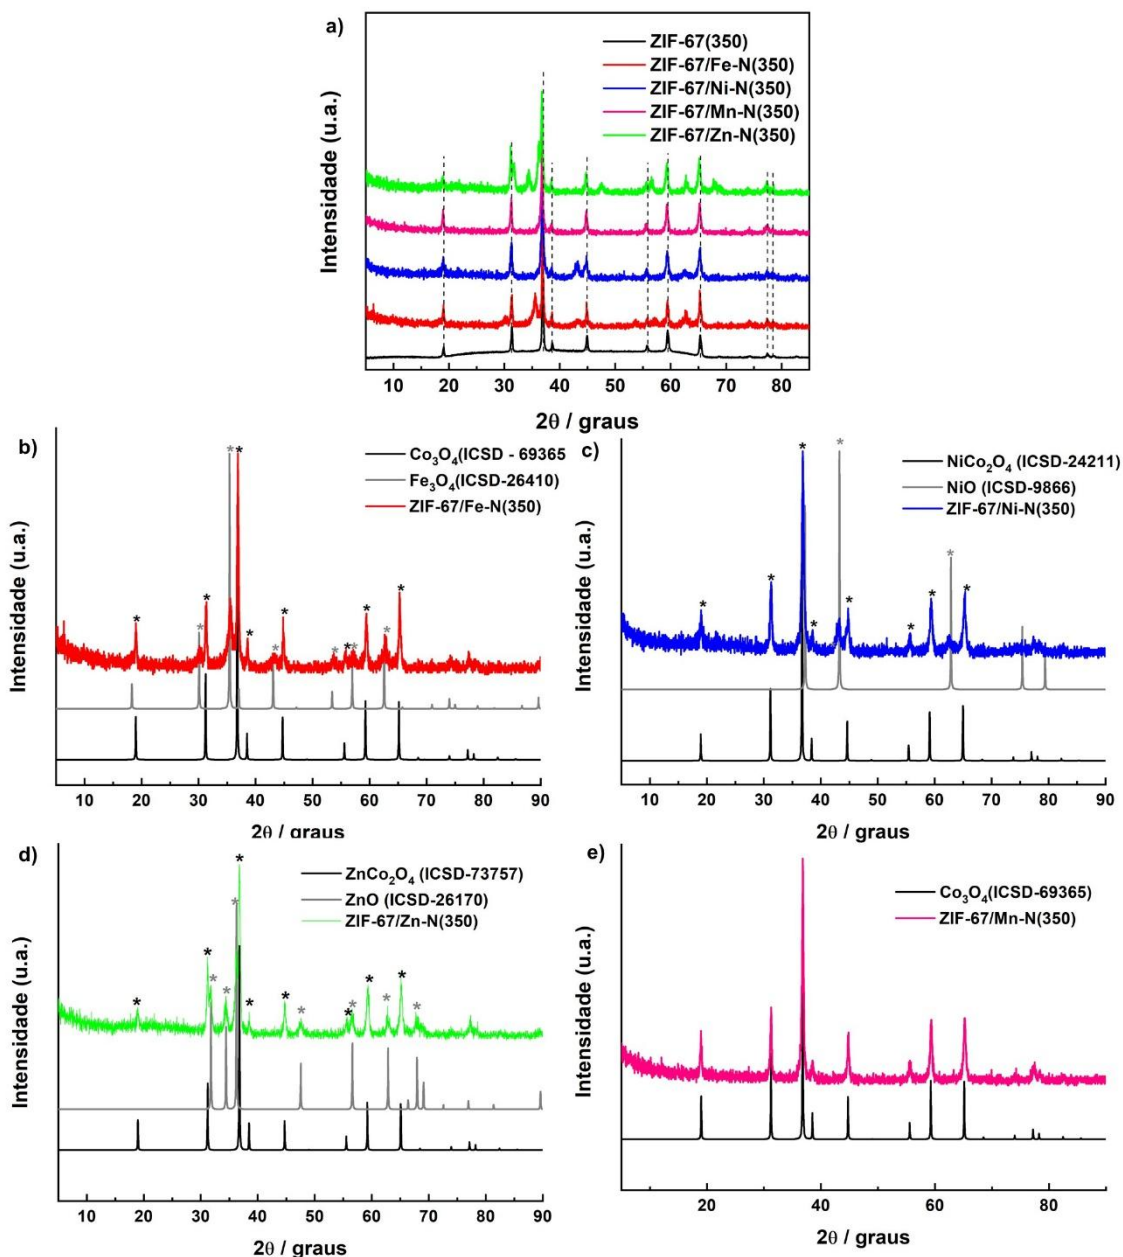 a)
ZIF-67(350)
ZIF-67/Fe-N(350)
ZIF-67/Ni-N(350)
ZIF-67/Mn-N(350)
ZIF-67/Zn-N(350)
Intensidade (u.a.)
10 20 30 40 50 60 70 80
2θ / graus
b)
Co₃O₄(ICSD - 69365
Fe₃O₄(ICSD-26410)
ZIF-67/Fe-N(350)
Intensidade (u.a.)
10 20 30 40 50 60 70 80 90
2θ / graus
c)
NiCo₂O₄ (ICSD-24211)
NiO (ICSD-9866)
ZIF-67/Ni-N(350)
Intensidade (u.a.)
10 20 30 40 50 60 70 80 90
2θ / graus
d)
ZnCo₂O₄ (ICSD-73757)
ZnO (ICSD-26170)
ZIF-67/Zn-N(350)
Intensidade (u.a.)
10 20 30 40 50 60 70 80 90
2θ / graus
e)
Co₃O₄(ICSD-69365)
ZIF-67/Mn-N(350)
Intensidade (u.a.)
20 40 60 80
2θ / graus